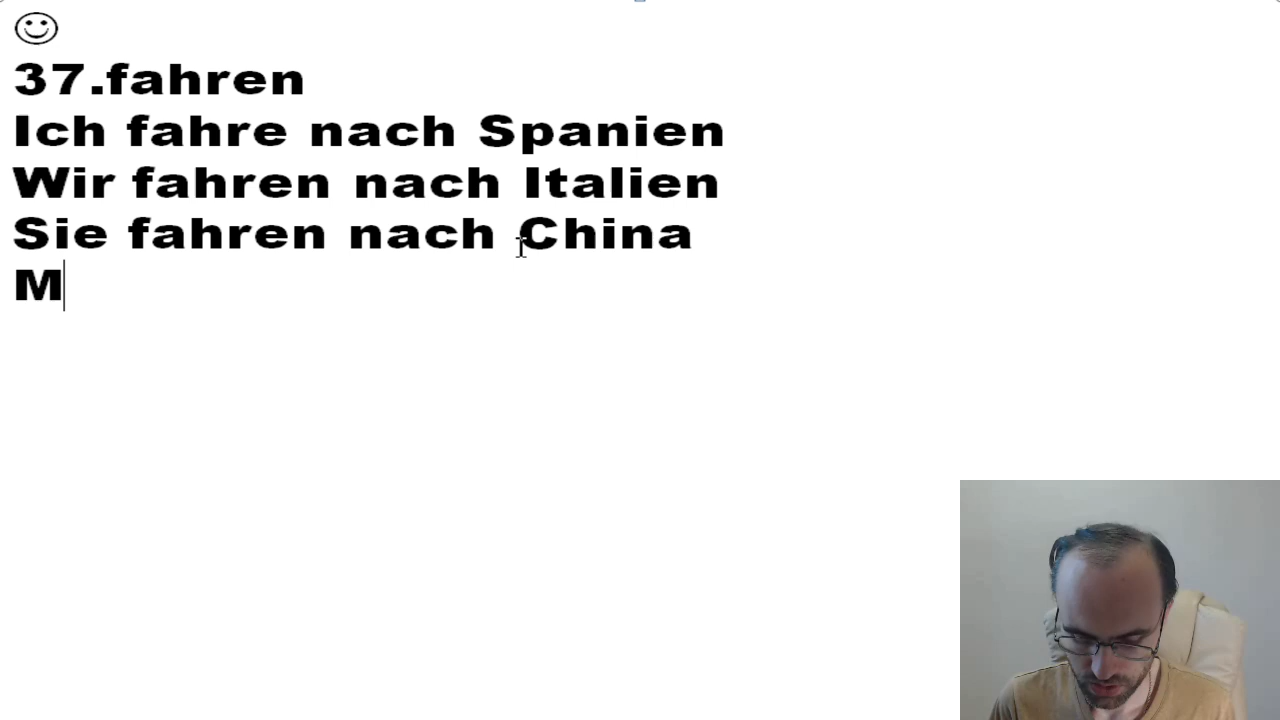 37.fahren
Ich fahre nach Spanien
Wir fahren nach Italien
Sie fahren nach China
M